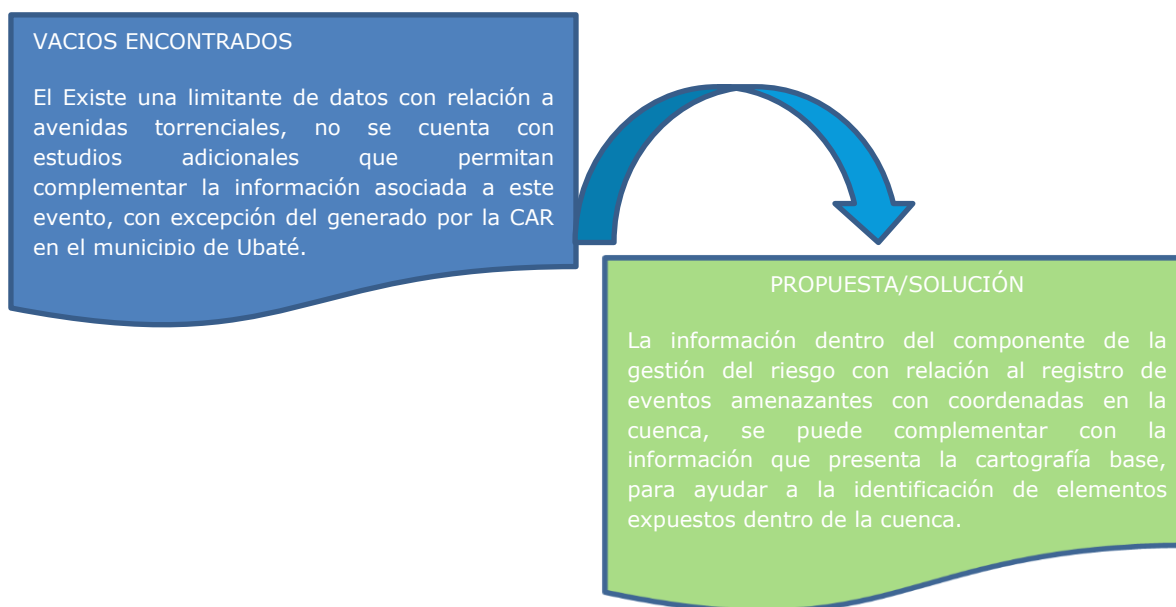 VACIOS ENCONTRADOS
El Existe una limitante de datos con relación a
avenidas torrenciales, no se cuenta con
estudios adicionales que permitan
complementar la información asociada a este
evento, con excepción del generado por la CAR
en el municipio de Ubaté.
PROPUESTA/SOLUCIÓN
La información dentro del componente de la
gestión del riesgo con relación al registro de
eventos amenazantes con coordenadas en la
cuenca, se puede complementar con la
información que presenta la cartografía base,
para ayudar a la identificación de elementos
expuestos dentro de la cuenca.